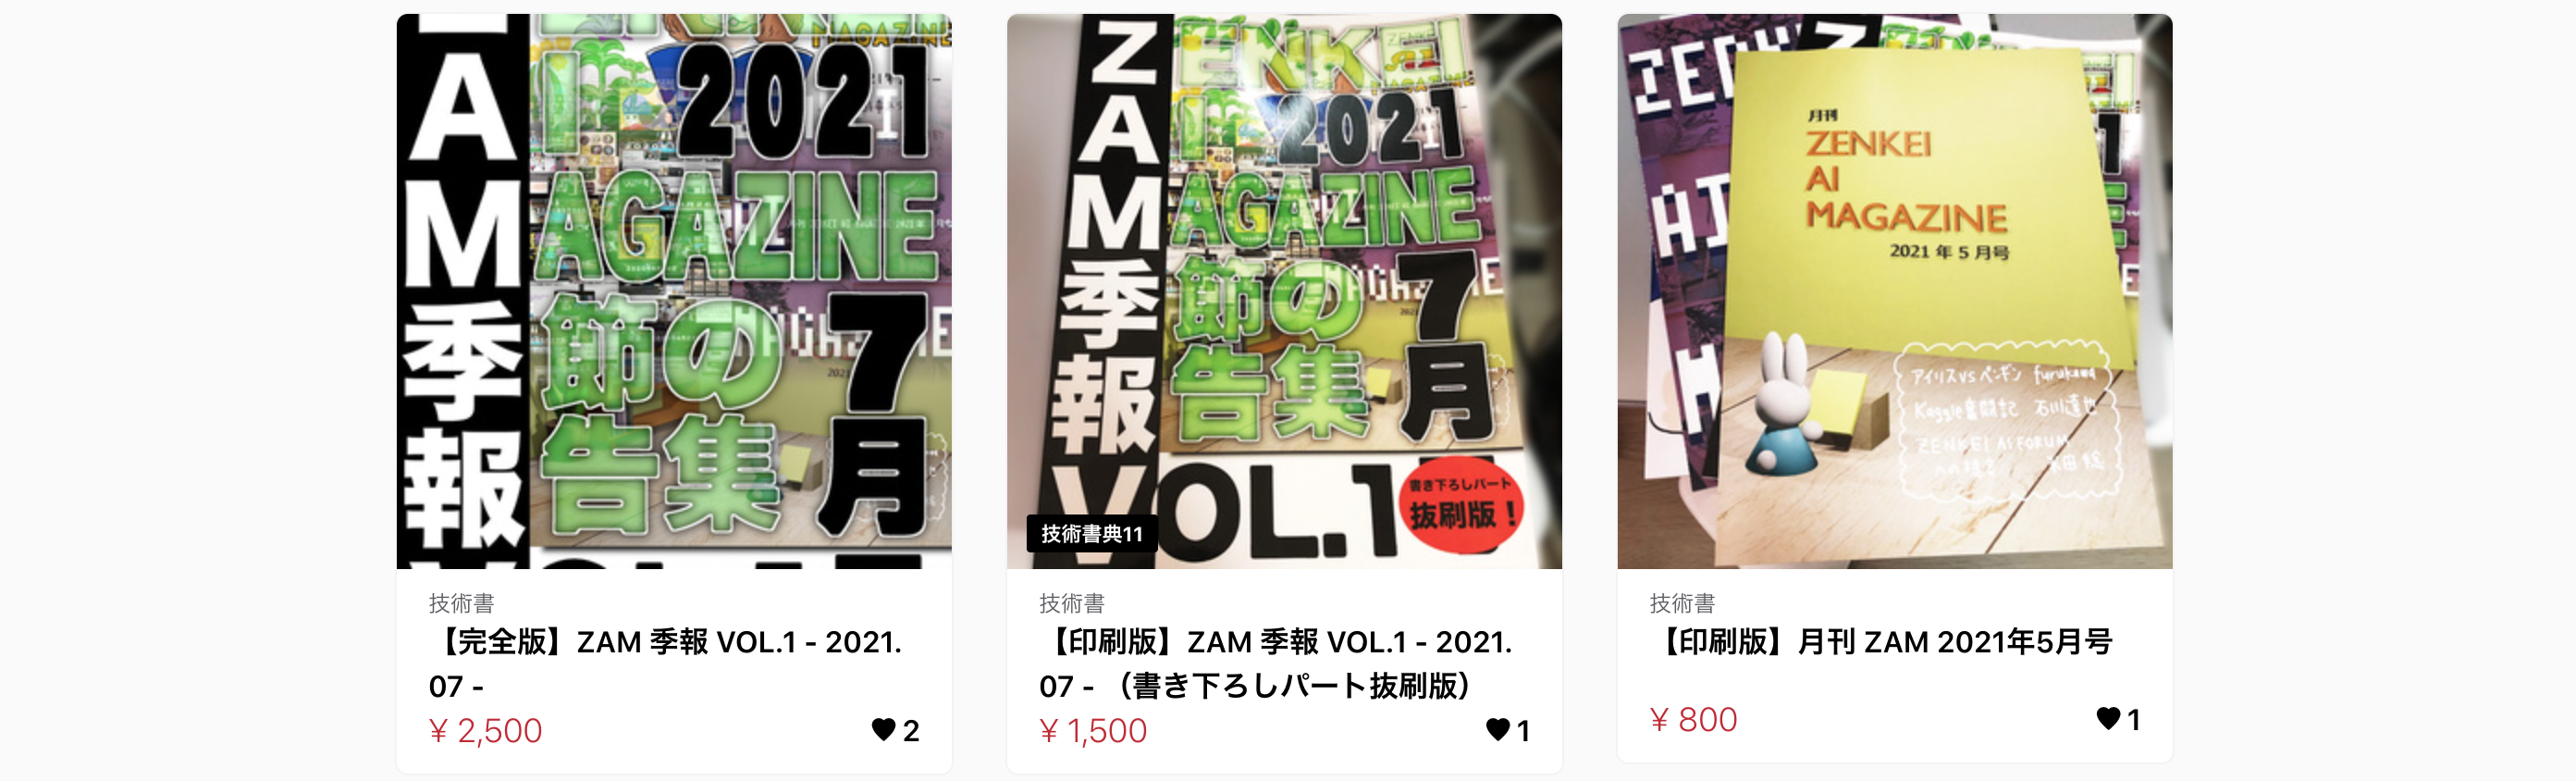 ZAM季報
2021
AGAZINE
節の
7月
告集
ZAM季報
ENKEI
2021
AGAZINE
節の
7月
告集
VOL.1
書き下ろしパート
抜刷版！
技術書典11
月刊
ZENKEI
AI
MAGAZINE
2021 年 5 月号
アイリスVSペンギン furukawa
Kaggle奮闘記 石川達也
ZENKEI AI FORUM
技術書
【完全版】ZAM 季報 VOL.1 - 2021.
07 -
¥ 2,500
2
技術書
【印刷版】ZAM 季報 VOL.1 - 2021.
07 - （書き下ろしパート抜刷版）
¥ 1,500
1
技術書
【印刷版】月刊 ZAM 2021年5月号
¥ 800
1